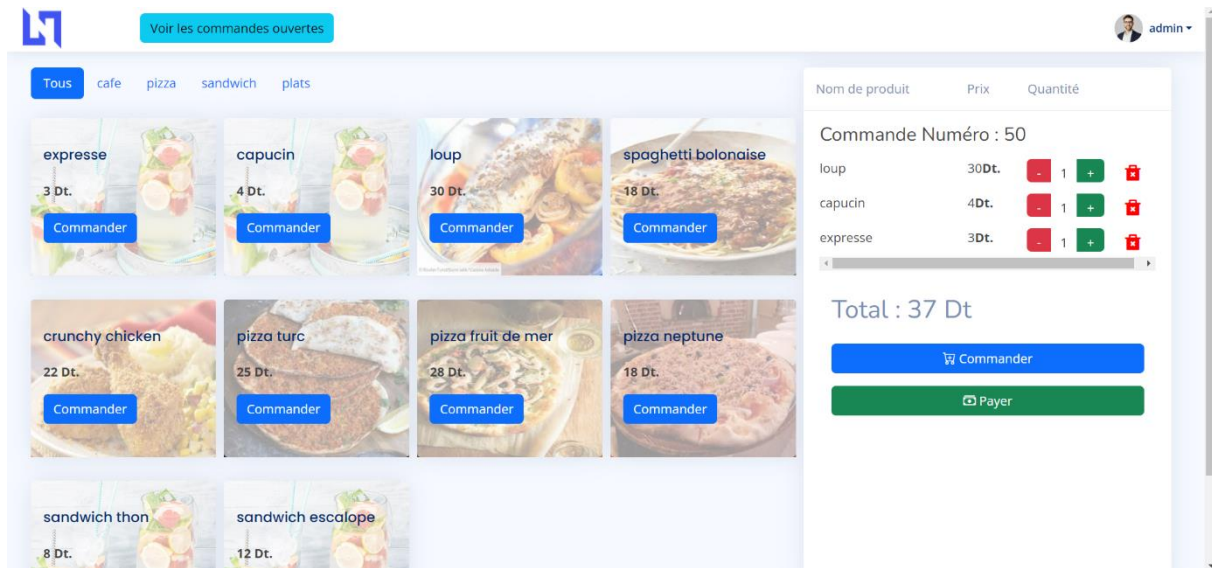 Voir les commandes ouvertes
admin
Tous cafe pizza sandwich plats
expresse
3 Dt.
Commander
capucin
4 Dt.
Commander
loup
30 Dt.
Commander
spaghetti bolonaise
18 Dt.
Commander
crunchy chicken
22 Dt.
Commander
pizza turc
25 Dt.
Commander
pizza fruit de mer
28 Dt.
Commander
pizza neptune
18 Dt.
Commander
sandwich thon
8 Dt.
sandwich escalope
12 Dt.
Nom de produit Prix Quantité
Commande Numéro : 50
loup 30Dt. - 1 +
capucin 4Dt. - 1 +
expresse 3Dt. - 1 +
Total : 37 Dt
Commander
Payer